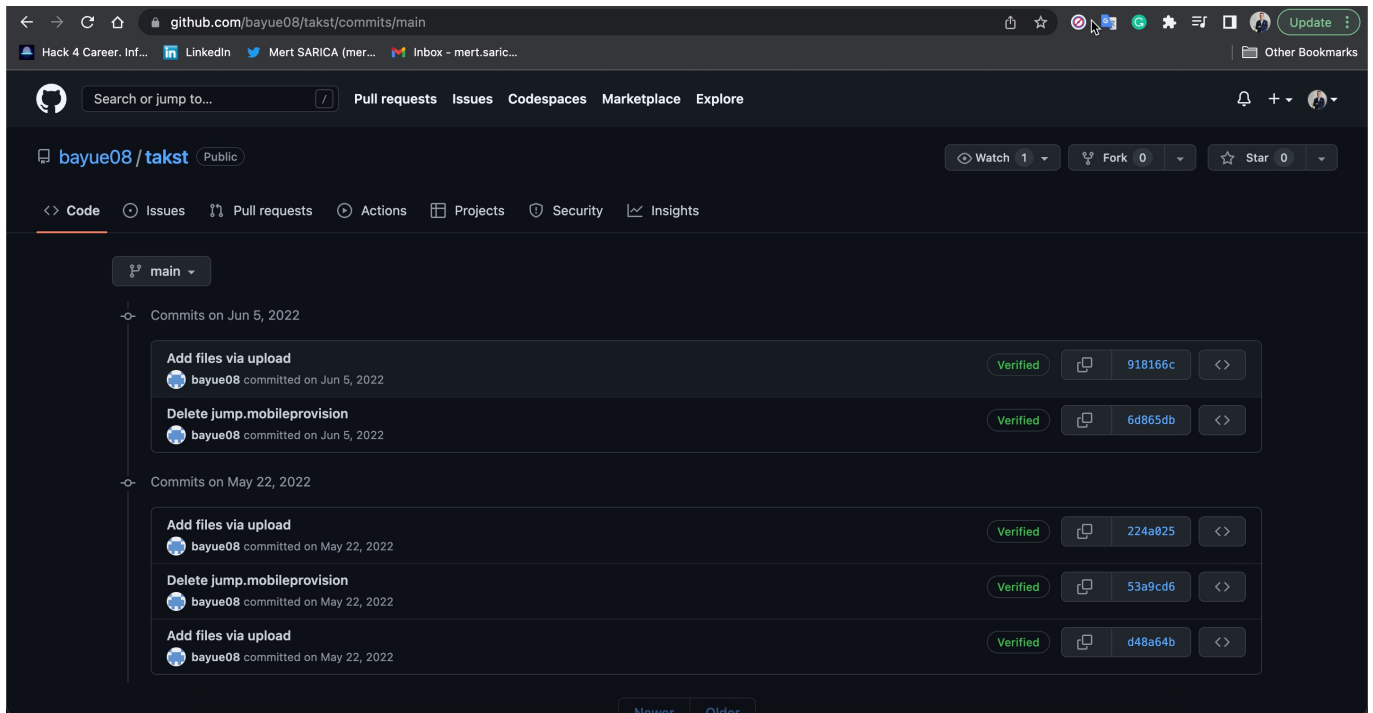 github.com/bayue08/takst/commits/main
Update
Hack 4 Career. Inf... LinkedIn Mert SARICA (mer... Inbox - mert.saric... Other Bookmarks
Search or jump to... / Pull requests Issues Codespaces Marketplace Explore
bayue08 / takst Public Watch 1 Fork 0 Star 0
Code Issues Pull requests Actions Projects Security Insights
main
Commits on Jun 5, 2022
Add files via upload
bayue08 committed on Jun 5, 2022
Verified 918166c
Delete jump.mobileprovision
bayue08 committed on Jun 5, 2022
Verified 6d865db
Commits on May 22, 2022
Add files via upload
bayue08 committed on May 22, 2022
Verified 224a025
Delete jump.mobileprovision
bayue08 committed on May 22, 2022
Verified 53a9cd6
Add files via upload
bayue08 committed on May 22, 2022
Verified d48a64b
Newer Older